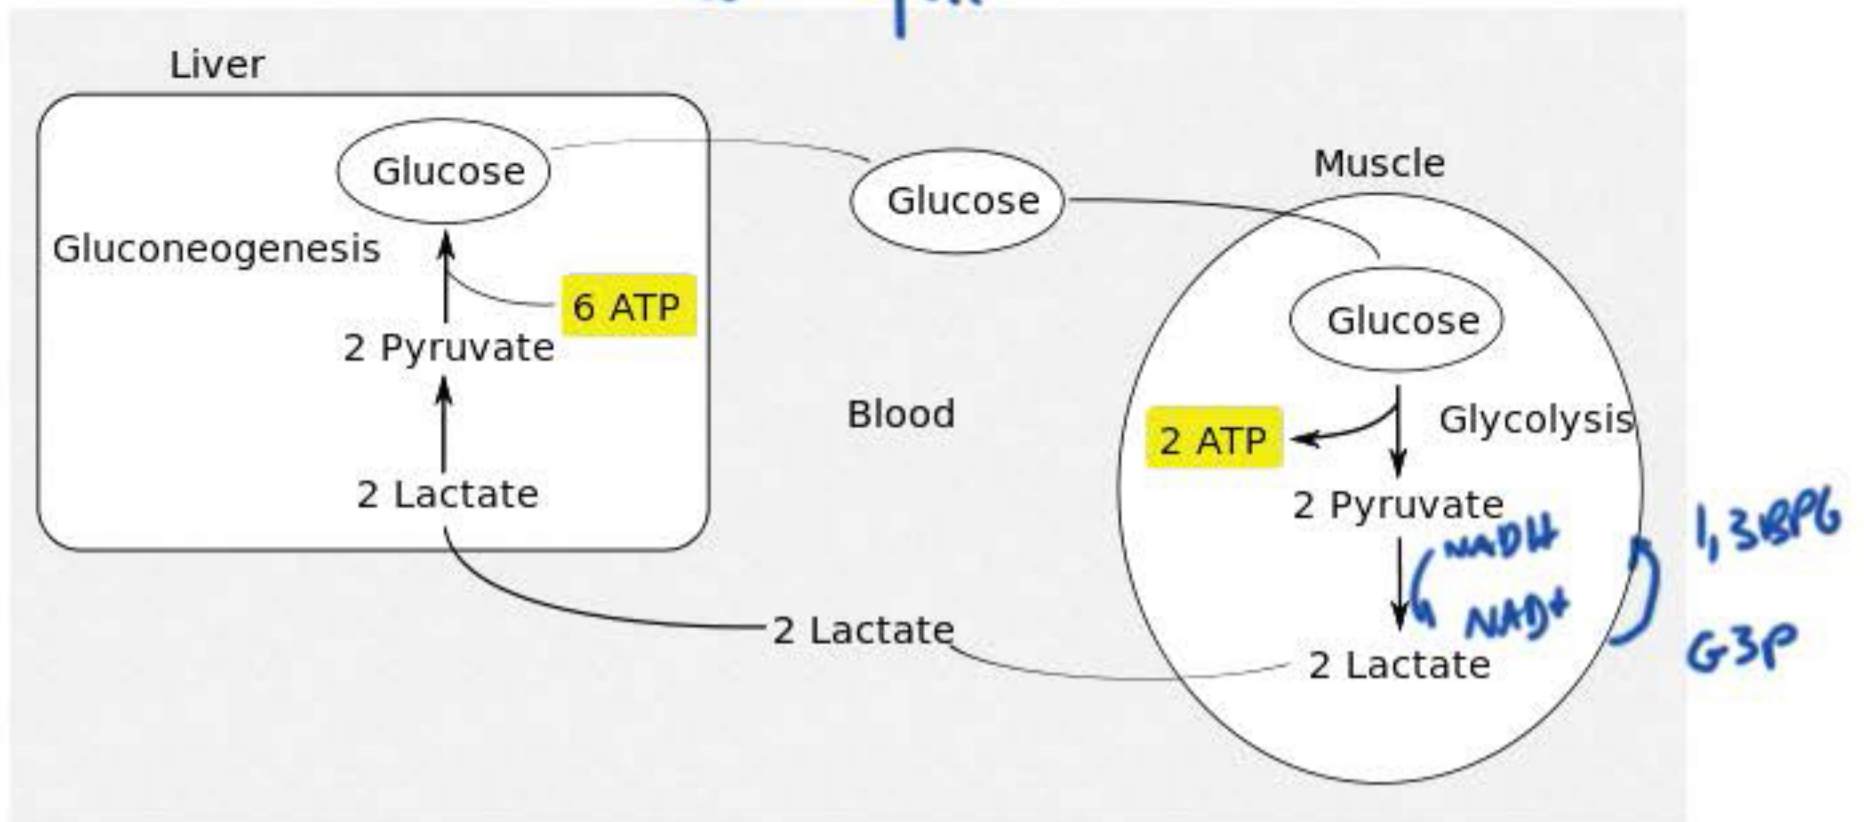 Liver
Glucose
Glucose
Muscle
Gluconeogenesis
6 ATP
Glucose
2 Pyruvate
Blood
2 ATP
Glycolysis
2 Lactate
2 Pyruvate
NADH
1,3BPG
NAD+
G3P
2 Lactate
2 Lactate